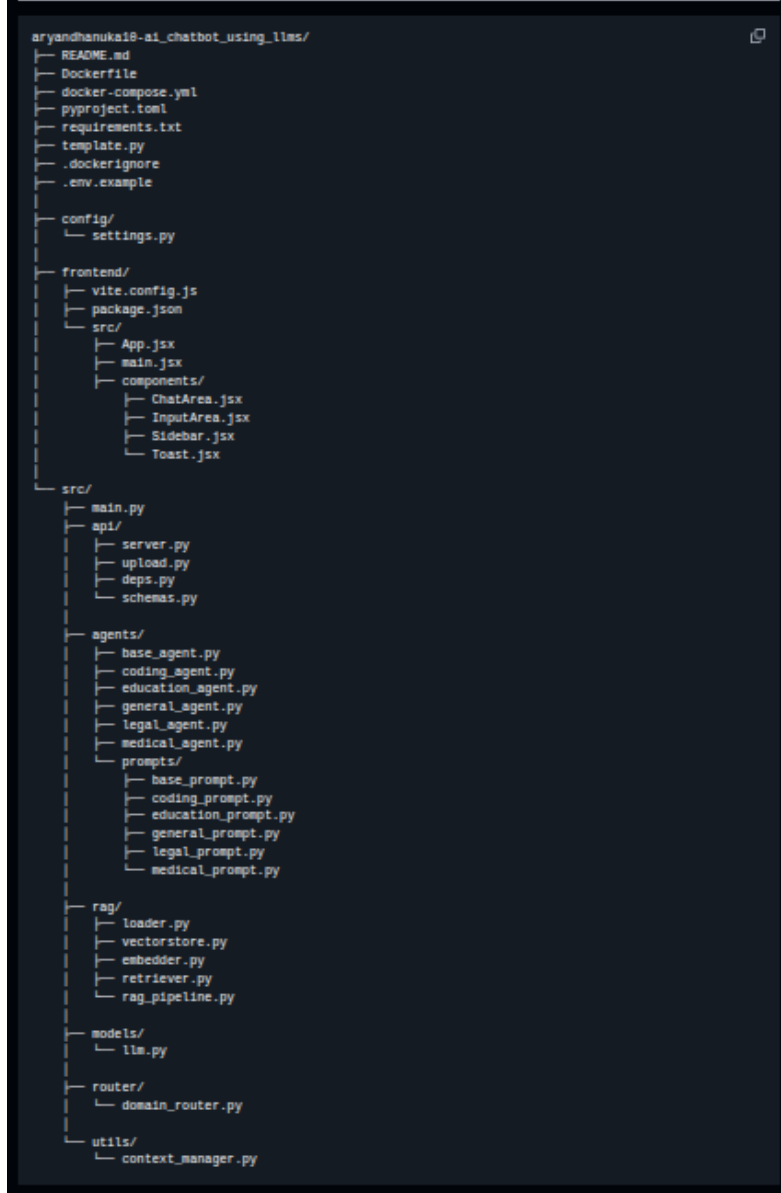 aryandhanuka10-ai_chatbot_using_llms/
├── README.md
├── Dockerfile
├── docker-compose.yml
├── pyproject.toml
├── requirements.txt
├── template.py
├── .dockerignore
├── .env.example
│
├── config/
│   └── settings.py
│
├── frontend/
│   ├── vite.config.js
│   ├── package.json
│   └── src/
│       ├── App.jsx
│       ├── main.jsx
│       ├── components/
│           ├── ChatArea.jsx
│           ├── InputArea.jsx
│           ├── Sidebar.jsx
│           └── Toast.jsx
│
└── src/
    ├── main.py
    ├── api/
    │   ├── server.py
    │   ├── upload.py
    │   ├── deps.py
    │   └── schemas.py
    │
    ├── agents/
    │   ├── base_agent.py
    │   ├── coding_agent.py
    │   ├── education_agent.py
    │   ├── general_agent.py
    │   ├── legal_agent.py
    │   ├── medical_agent.py
    │   └── prompts/
    │       ├── base_prompt.py
    │       ├── coding_prompt.py
    │       ├── education_prompt.py
    │       ├── general_prompt.py
    │       ├── legal_prompt.py
    │       └── medical_prompt.py
    │
    ├── rag/
    │   ├── loader.py
    │   ├── vectorstore.py
    │   ├── embedder.py
    │   ├── retriever.py
    │   └── rag_pipeline.py
    │
    ├── models/
    │   └── llm.py
    │
    ├── router/
    │   └── domain_router.py
    │
    └── utils/
        └── context_manager.py